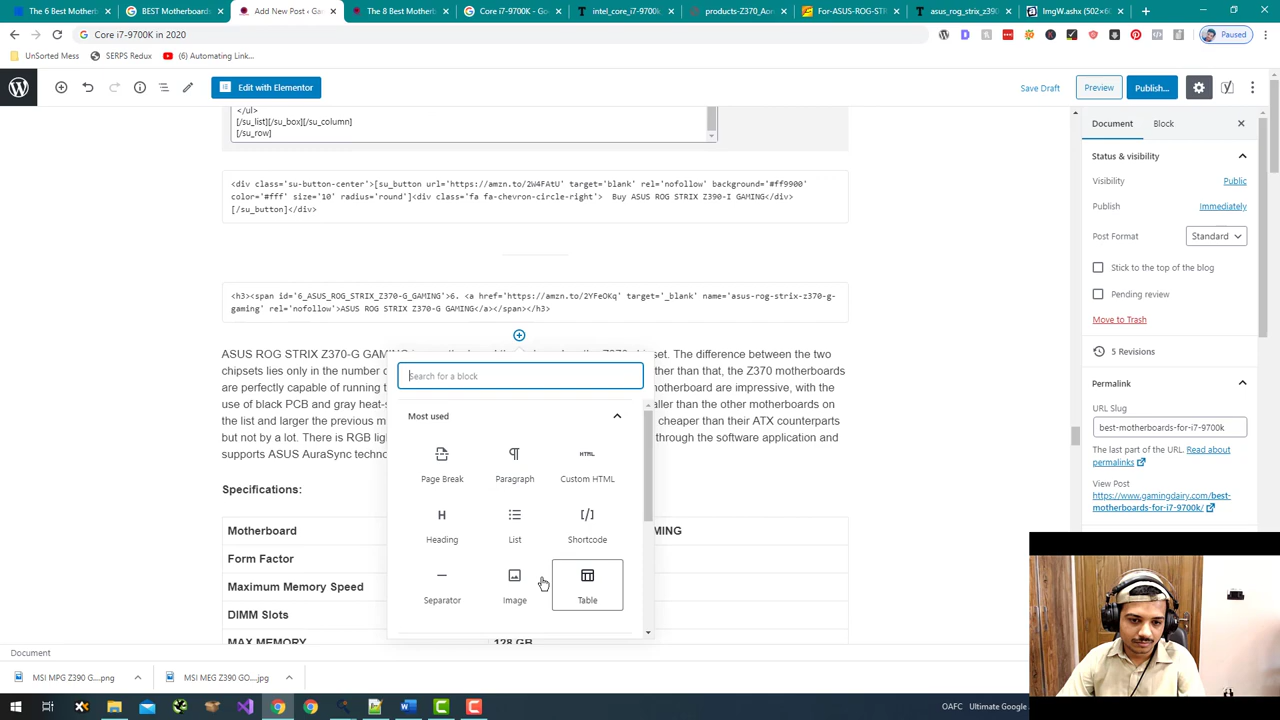 The 6 Best Motherb
BEST Motherboards
Add New Post ‹ Ga
The 8 Best Mother
Core i7-9700K - Go
intel_core_i7-9700k
products-Z370_Aor
For-ASUS-ROG-STR
asus_rog_strix_z390
ImgW.ashx (502×60
Core i7-9700K in 2020
Paused
UnSorted Mess
SERPS Redux
(2) Automating Link...
Edit with Elementor
Save Draft
Preview
Publish...
</ul>
[/su_list][/su_box][/su_column]
[/su_row]
<div class='su-button-center'>[su_button url='https://amzn.to/2W4FAtU' target='blank' rel='nofollow' background='#ff9900'
color='#fff' size='10' radius='round']<div class='fa fa-chevron-circle-right'>  Buy ASUS ROG STRIX Z390-I GAMING</div>
[/su_button]</div>
<h3><span id='6_ASUS_ROG_STRIX_Z370-G_GAMING'>6. <a href='https://amzn.to/2YFeOKq' target='_blank' name='asus-rog-strix-z370-g-
gaming' rel='nofollow'>ASUS ROG STRIX Z370-G GAMING</a></span></h3>
ASUS ROG STRIX Z370-G GAMING
set. The difference between the two
chipsets lies only in the number
ther than that, the Z370 motherboards
are perfectly capable of running
motherboard are impressive, with the
use of black PCB and gray heat-
aller than the other motherboards on
the list and larger the previous
cheaper than their ATX counterparts
but not by a lot. There is RGB
through the software application and
supports ASUS AuraSync
Specifications:
Motherboard
MING
Form Factor
Maximum Memory Speed
DIMM Slots
MAX MEMORY
128 GB
Search for a block
Most used
Page Break
Paragraph
HTML
Custom HTML
H
Heading
List
[/]
Shortcode
Separator
Image
Table
Document
Block
Status & visibility
Visibility
Public
Publish
Immediately
Post Format
Standard
Stick to the top of the blog
Pending review
Move to Trash
5 Revisions
Permalink
URL Slug
best-motherboards-for-i7-9700k
The last part of the URL. Read about
permalinks
View Post
https://www.gamingdairy.com/best-
motherboards-for-i7-9700k/
Document
MSI MPG Z390 G....png
MSI MEG Z390 GO....jpg
OAFC
Ultimate Google